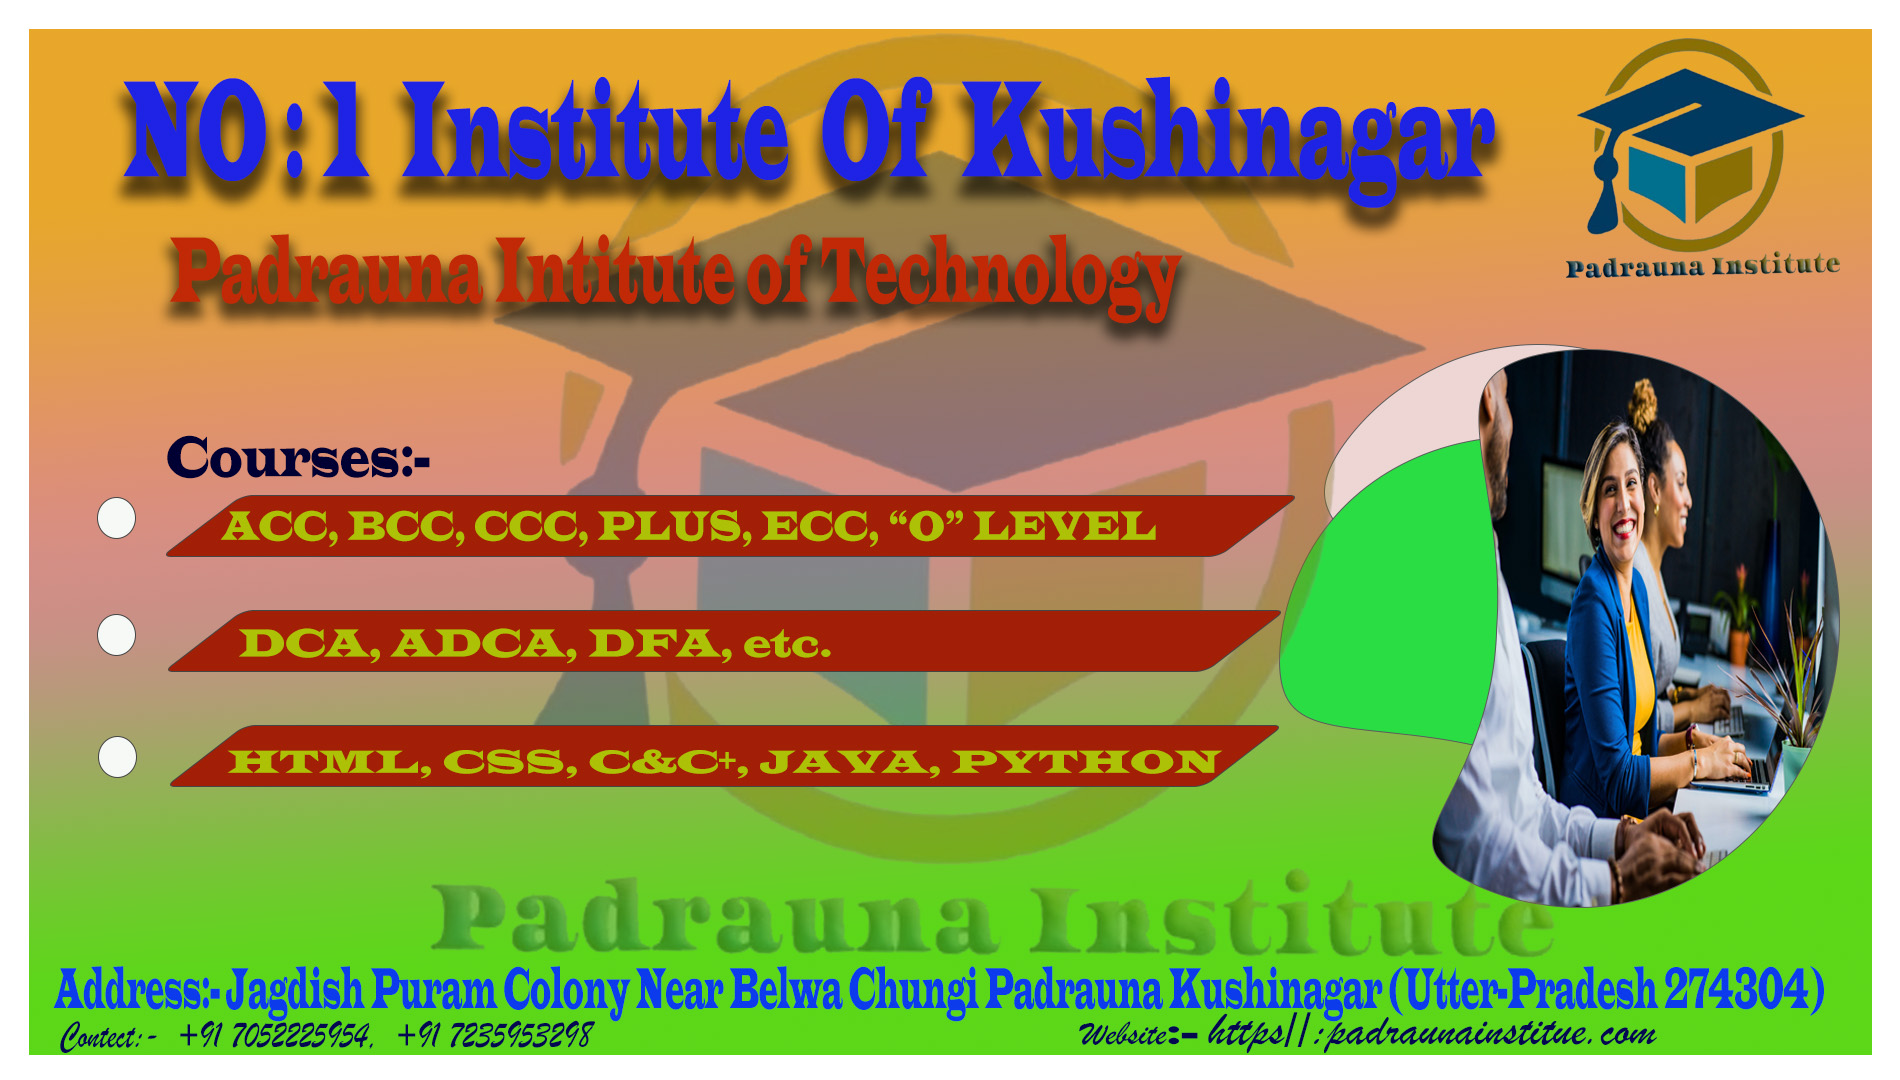 NO:1 Institute Of Kushinagar
Padrauna Institute
Padrauna Intitute of Technology
Courses:-
ACC, BCC, CCC, PLUS, ECC, “O” LEVEL
DCA, ADCA, DFA, etc.
HTML, CSS, C&C+, JAVA, PYTHON
Padrauna Institute
Address:- Jagdish Puram Colony Near Belwa Chungi Padrauna Kushinagar (Utter-Pradesh 274304)
Contect:- +91 7052225954, +91 7235953298
Website:- https//:padraunainstitue.com